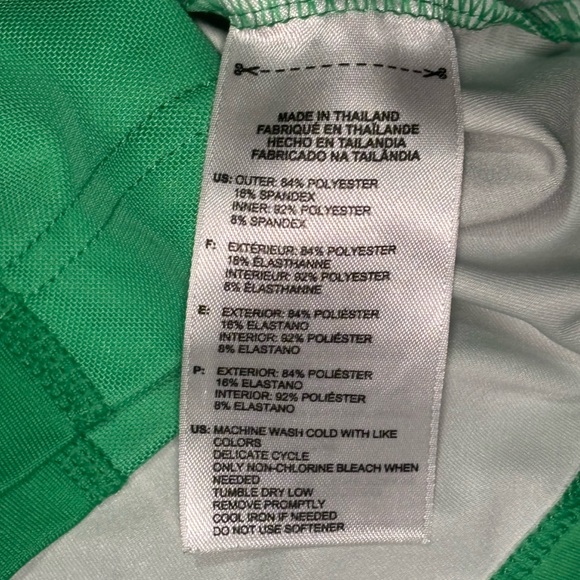 MADE IN THAILAND
FABRIQUÉ EN THAÏLANDE
HECHO EN TAILANDIA
FABRICADO NA TAILÂNDIA
US: OUTER: 84% POLYESTER
16% SPANDEX
INNER: 92% POLYESTER
8% SPANDEX
F: EXTÉRIEUR: 84% POLYESTER
16% ÉLASTHANNE
INTERIEUR: 92% POLYESTER
8% ÉLASTHANNE
E: EXTERIOR: 84% POLIÉSTER
16% ELASTANO
INTERIOR: 92% POLIÉSTER
8% ELASTANO
P: EXTERIOR: 84% POLIÉSTER
16% ELASTANO
INTERIOR: 92% POLIÉSTER
8% ELASTANO
US: MACHINE WASH COLD WITH LIKE
COLORS
DELICATE CYCLE
ONLY NON-CHLORINE BLEACH WHEN
NEEDED
TUMBLE DRY LOW
REMOVE PROMPTLY
COOL IRON IF NEEDED
DO NOT USE SOFTENER